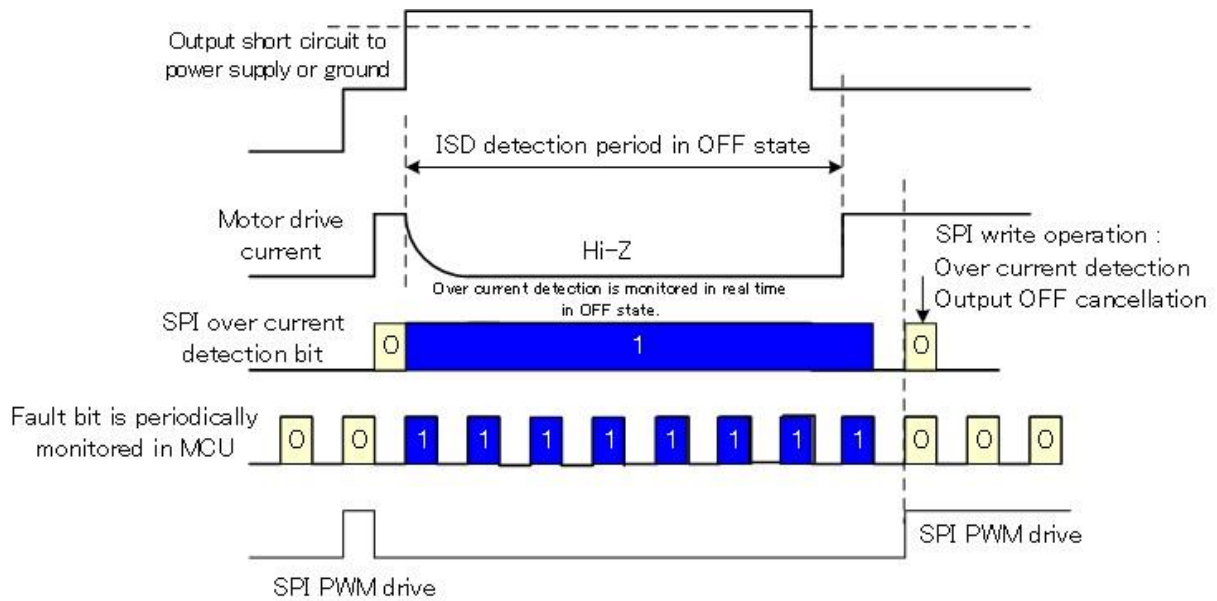 Output short circuit to
power supply or ground
ISD detection period in OFF state
Motor drive
current
Hi-Z
Over current detection is monitored in real time
in OFF state.
SPI write operation :
Over current detection
Output OFF cancellation
SPI over current
detection bit
0 1 0
Fault bit is periodically
monitored in MCU
0 0 1 1 1 1 1 1 1 1 0 0 0
SPI PWM drive
SPI PWM drive